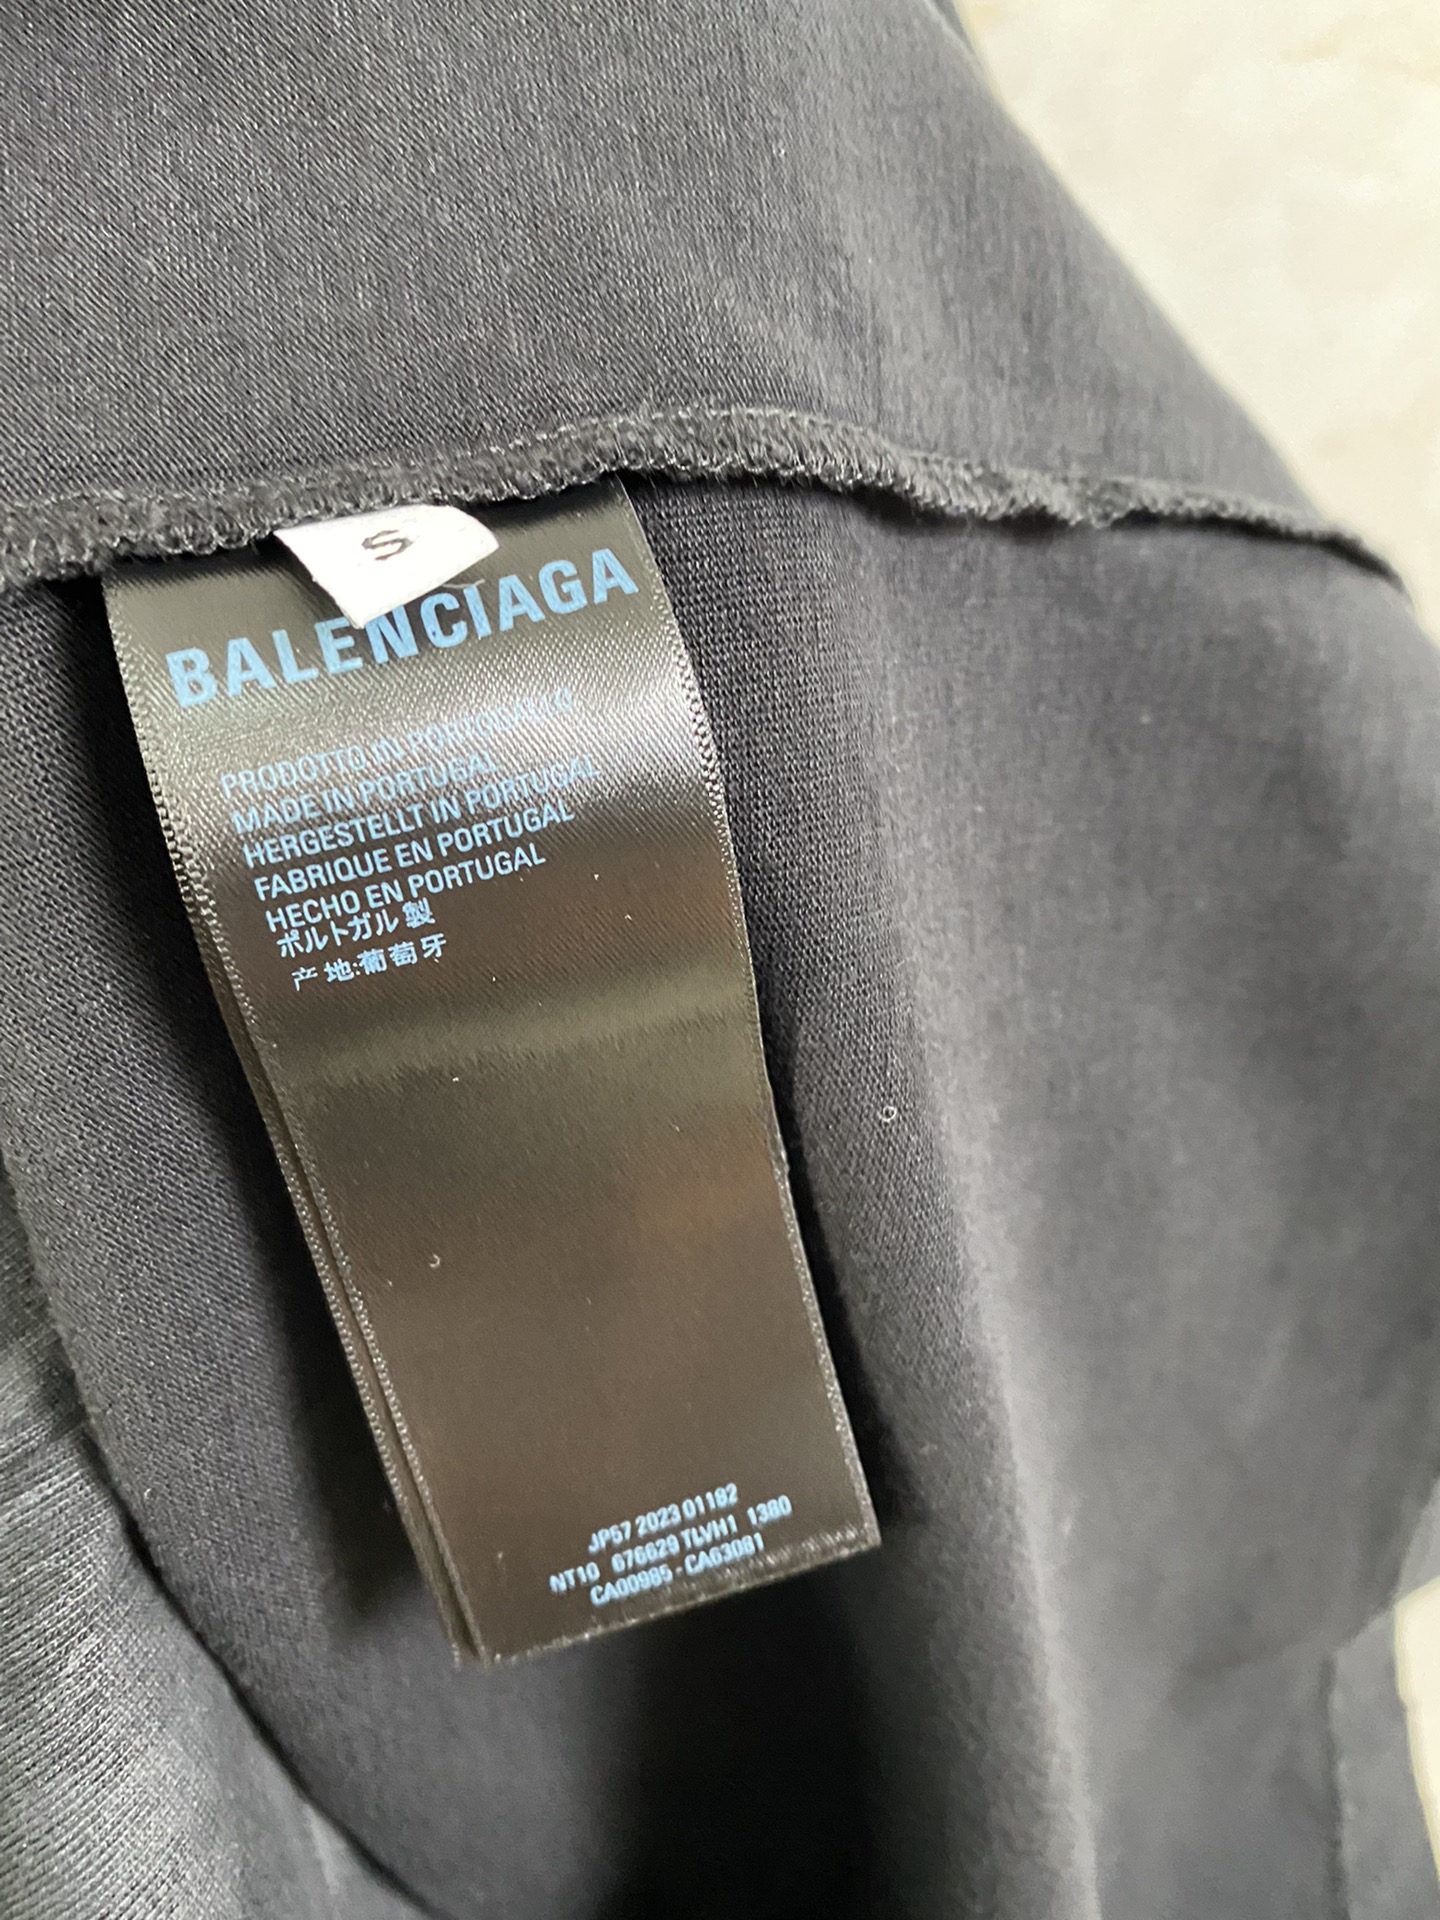 S
BALENCIAGA
PRODOTTO IN PORTOGALLO
MADE IN PORTUGAL
HERGESTELLT IN PORTUGAL
FABRIQUE EN PORTUGAL
HECHO EN PORTUGAL
ポルトガル製
产地:葡萄牙
JP57 2023 01182
NT10 676629 TLVH1 1380
CA00985 - CA63081